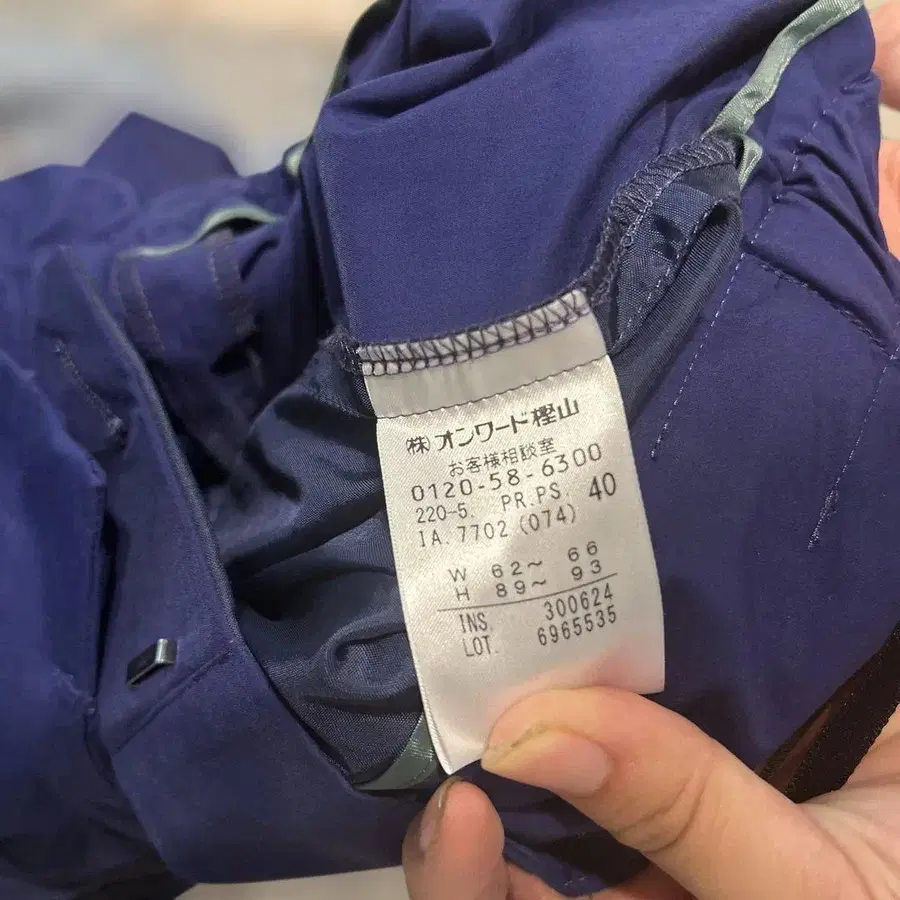 ㈱オンワード樫山
お客様相談室
0120-58-6300
220-5. PR.PS. 40
IA.7702(074)
W 62～ 66
H 89～ 93
INS. 300624
LOT. 6965535